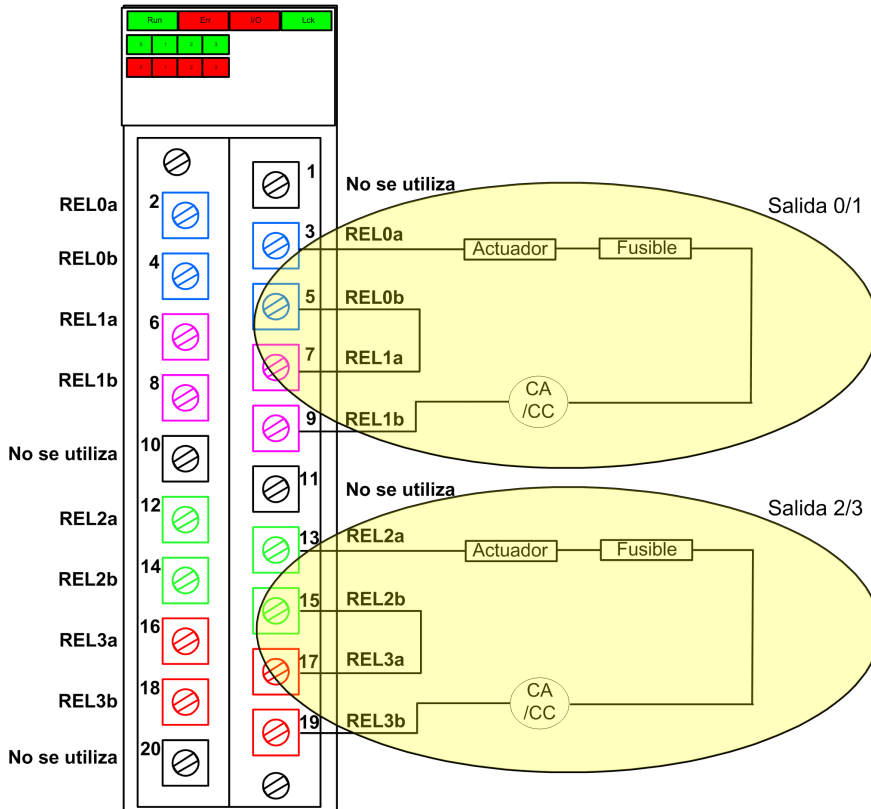 Run Err I/O Lck
0 1 2 3
0 1 2 3
1 No se utiliza
Salida 0/1
REL0a 2
3 REL0a Actuador Fusible
REL0b 4
5 REL0b
REL1a 6
7 REL1a
REL1b 8
CA
/CC
9 REL1b
No se utiliza 10
11 No se utiliza
Salida 2/3
REL2a 12
13 REL2a Actuador Fusible
REL2b 14
15 REL2b
REL3a 16
17 REL3a
REL3b 18
CA
/CC
19 REL3b
No se utiliza 20